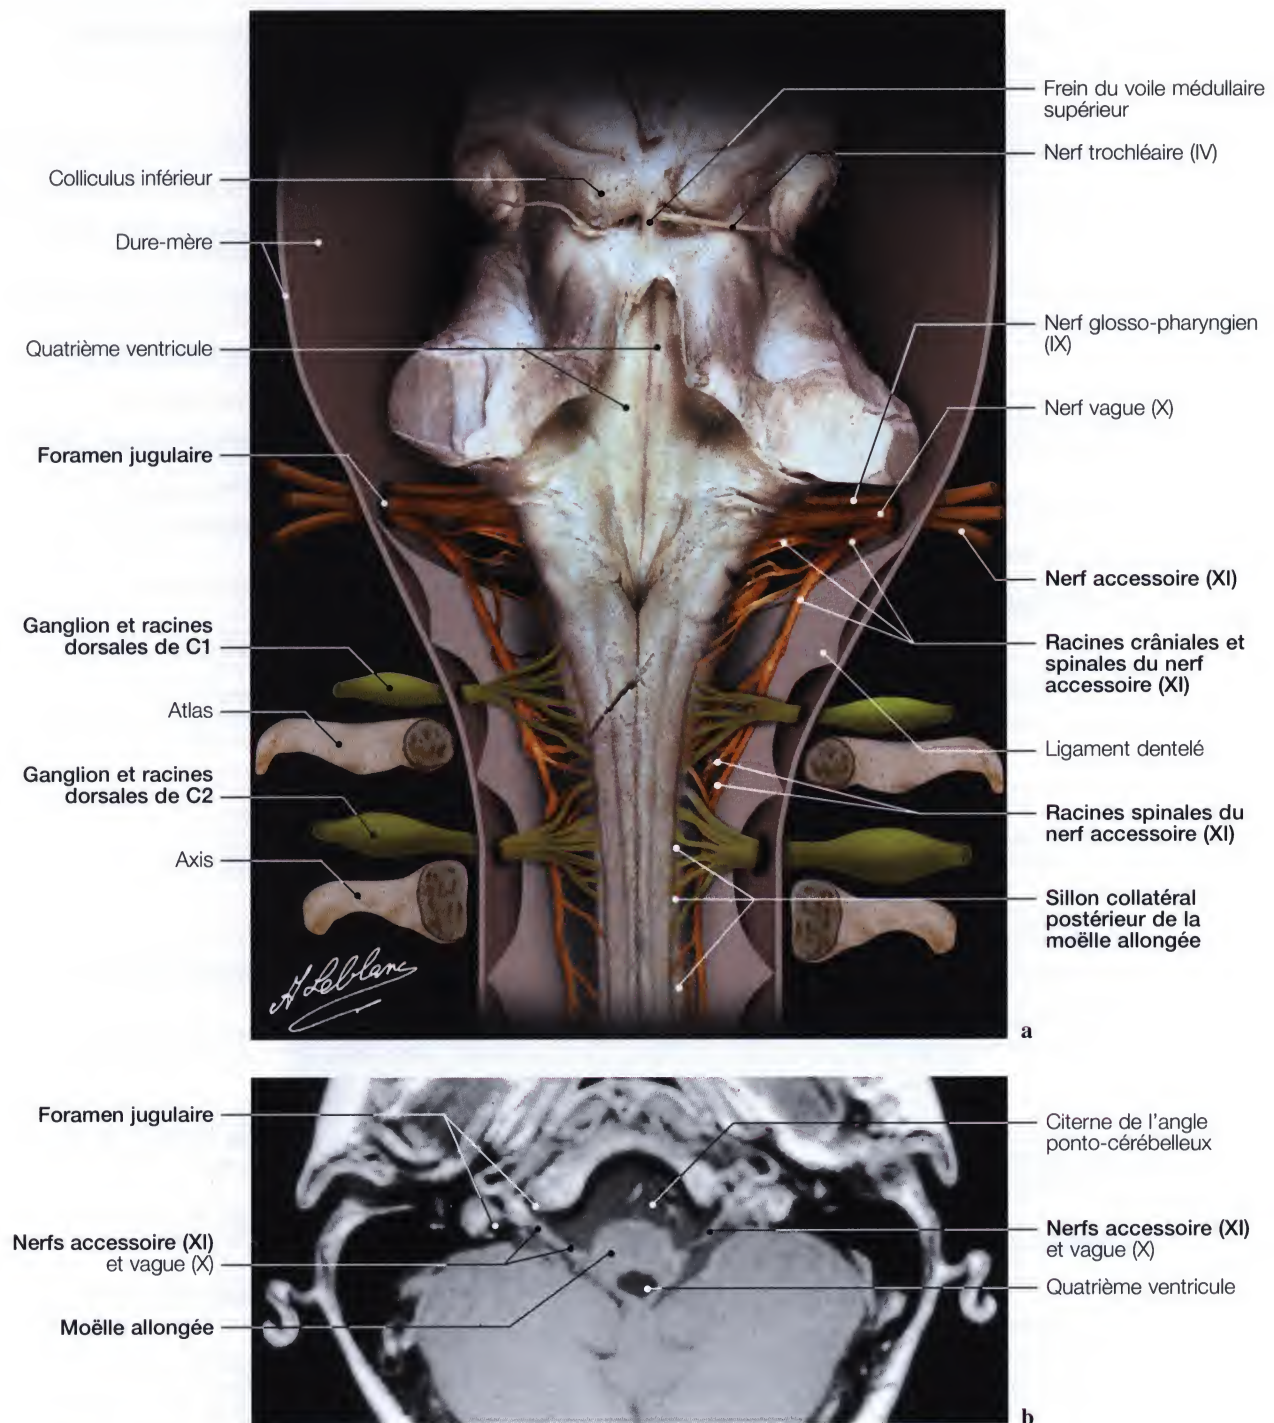 Frein du voile médullaire
supérieur
Nerf trochléaire (IV)
Colliculus inférieur
Dure-mère
Nerf glosso-pharyngien
(IX)
Quatrième ventricule
Nerf vague (X)
Foramen jugulaire
Nerf accessoire (XI)
Ganglion et racines
dorsales de C1
Racines crâniales et
spinales du nerf
accessoire (XI)
Atlas
Ligament dentelé
Ganglion et racines
dorsales de C2
Racines spinales du
nerf accessoire (XI)
Axis
Sillon collatéral
postérieur de la
moëlle allongée
A Leblanc
a
Foramen jugulaire
Citerne de l'angle
ponto-cérébelleux
Nerfs accessoire (XI)
et vague (X)
Nerfs accessoire (XI)
et vague (X)
Quatrième ventricule
Moëlle allongée
b